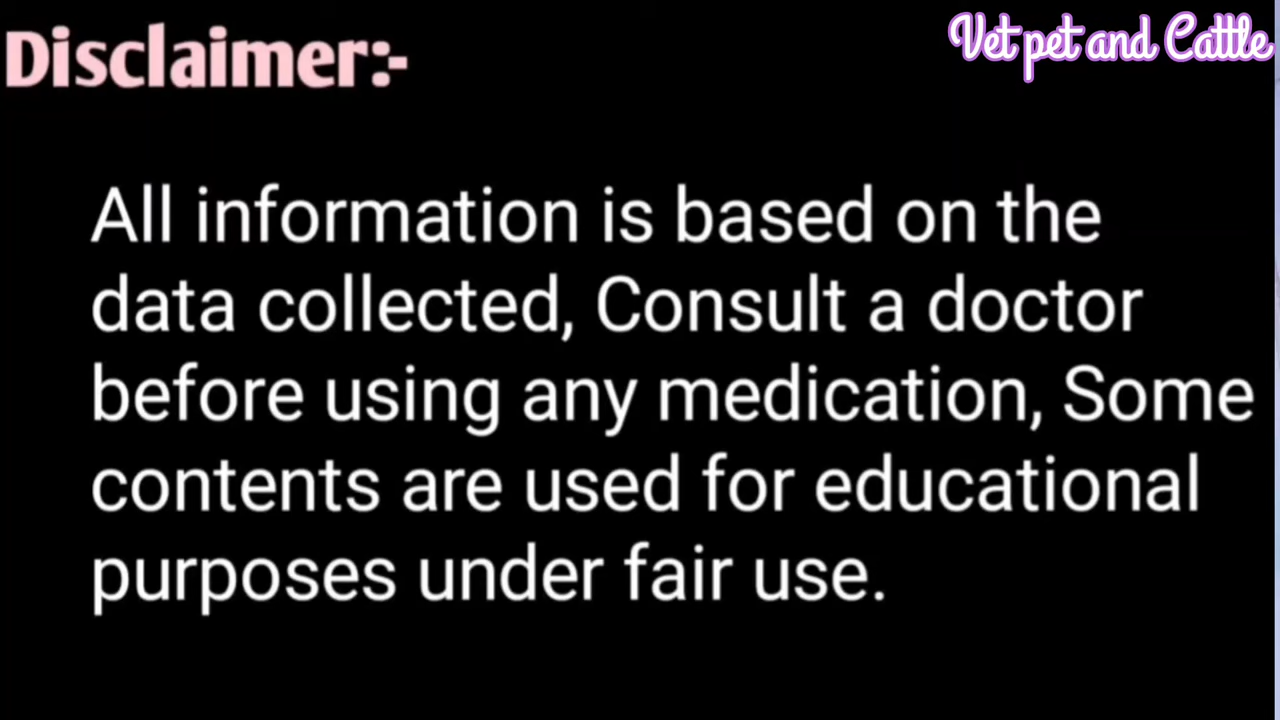 Disclaimer:-
Vet pet and Cattle
All information is based on the
data collected, Consult a doctor
before using any medication, Some
contents are used for educational
purposes under fair use.